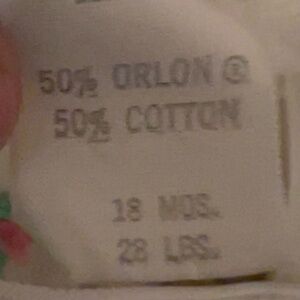 50% ORLON ®
50% COTTON
18 MOS.
28 LBS.